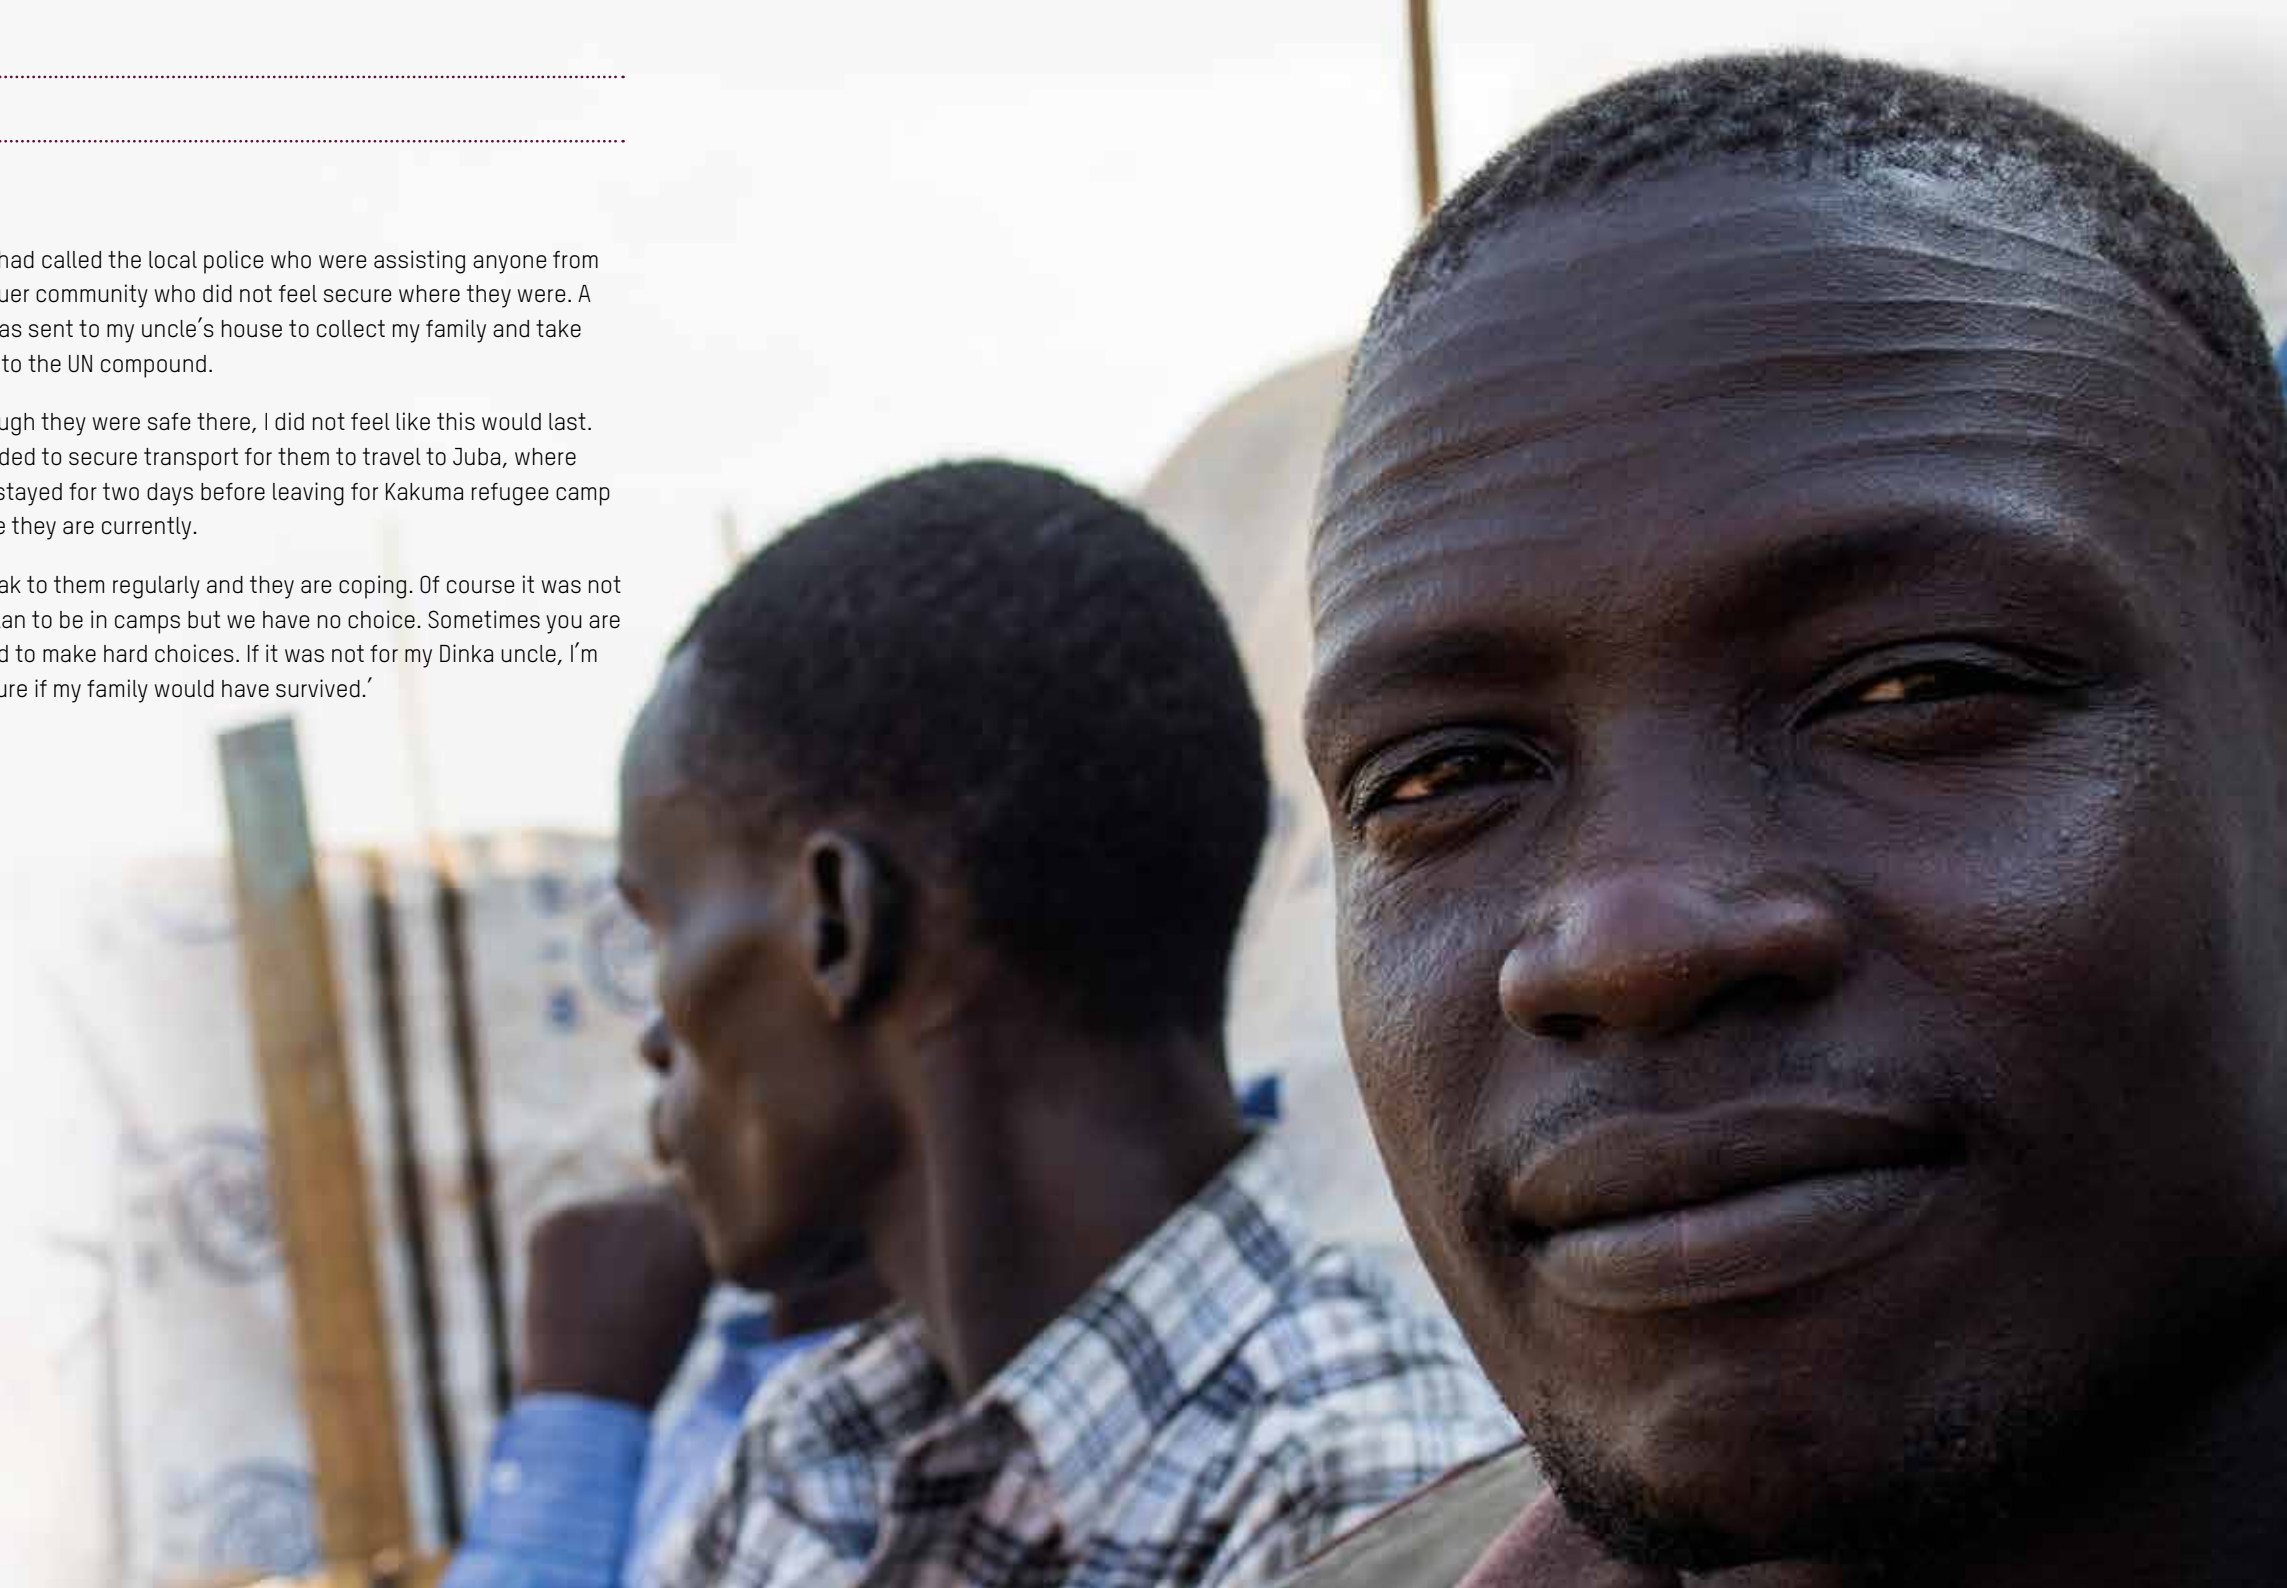 had called the local police who were assisting anyone from
uer community who did not feel secure where they were. A
as sent to my uncle's house to collect my family and take
to the UN compound.
ugh they were safe there, I did not feel like this would last.
ded to secure transport for them to travel to Juba, where
stayed for two days before leaving for Kakuma refugee camp
e they are currently.
ak to them regularly and they are coping. Of course it was not
an to be in camps but we have no choice. Sometimes you are
d to make hard choices. If it was not for my Dinka uncle, I'm
ure if my family would have survived.'